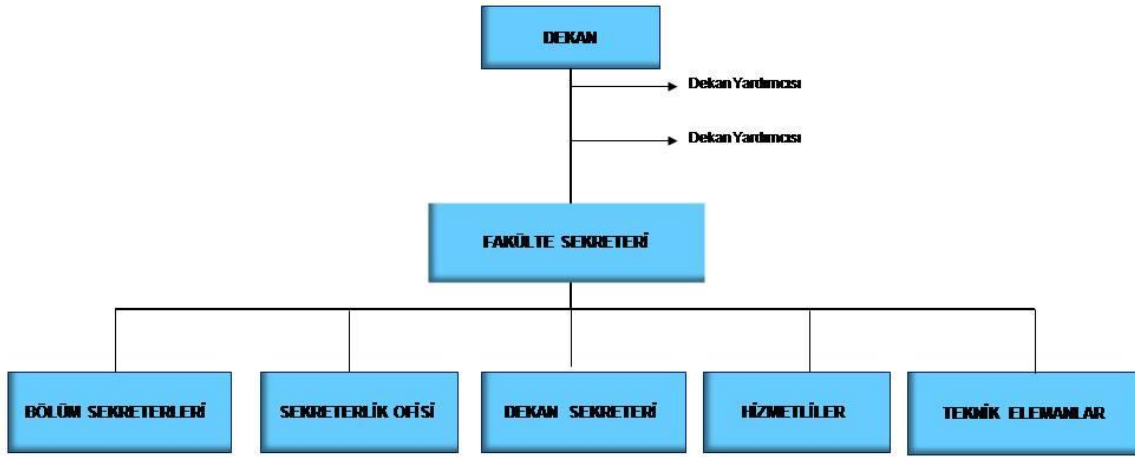 DEKAN
Dekan Yardımcısı
Dekan Yardımcısı
FAKÜLTE SEKRETERİ
BÖLÜM SEKRETERLERİ
SEKRETERLİK OFİSİ
DEKAN SEKRETERİ
HİZMETLİLER
TEKNİK ELEMANLAR